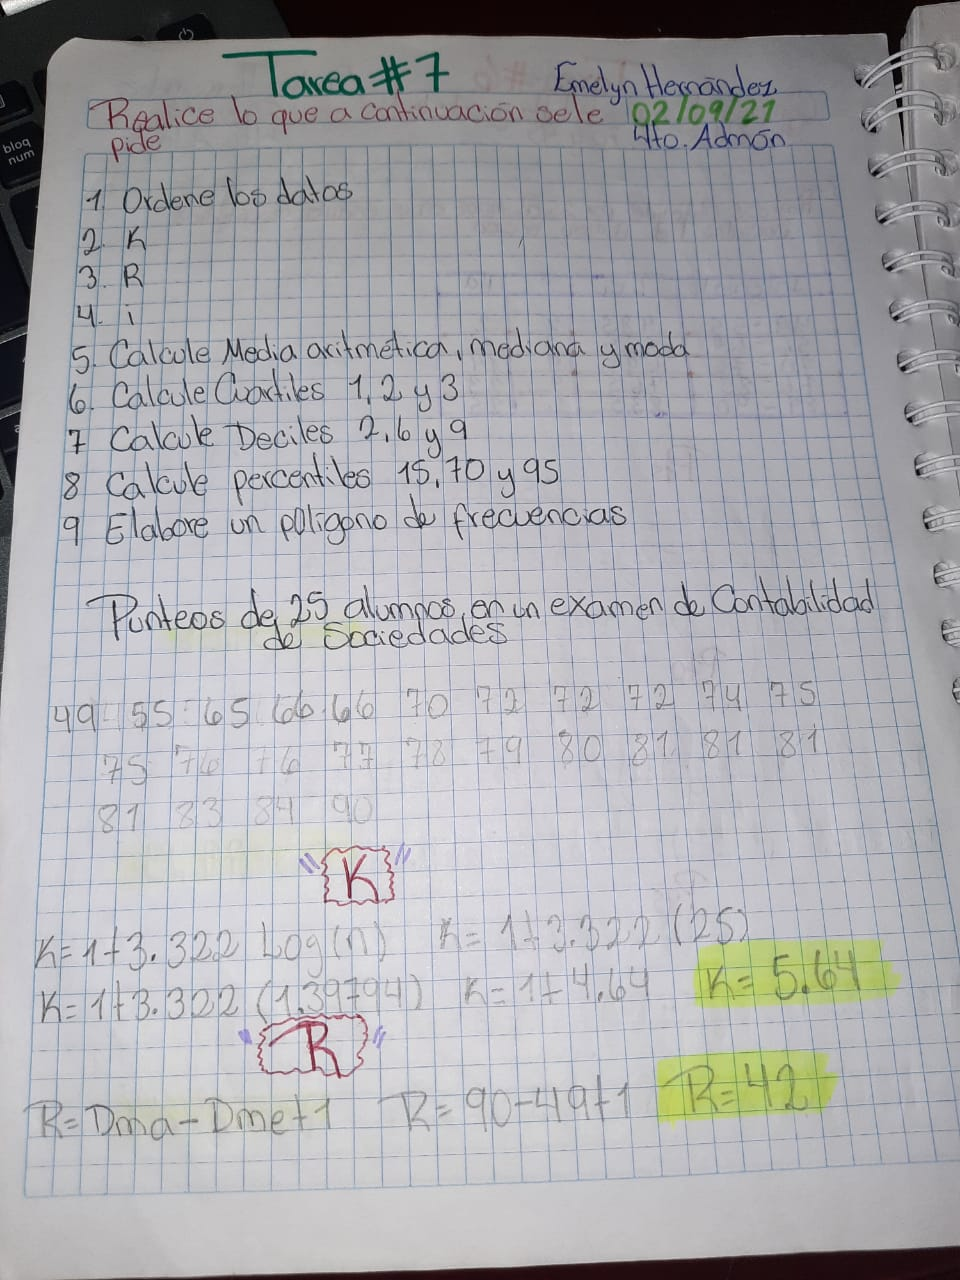 Tarea #7
Emelyn Hernández
Realice lo que a continuación sele
02/09/21
pide
4to. Admón
1 Ordene los datos
2. K
3. R
4. i
5. Calcule Media aritmética, mediana y moda
6. Calcule Cuartiles 1, 2 y 3
7 Calcule Deciles 2, 6 y 9
8 Calcule percentiles 15, 70 y 95
9 Elabore un polígono de frecuencias
Punteos de 25 alumnos, en un examen de Contabilidad
de Sociedades
49 55 65 66 66 70 72 72 72 74 75
75 76 76 77 78 79 80 81 81 81
81 83 84 90
"K"
K= 1+3.322 Log(n) K= 1+3.322 (25)
K= 1+3.322 (1.39794) K= 1+4.64 K= 5.64
"R"
R= Dma - Dme+1 R= 90-49+1 R= 42